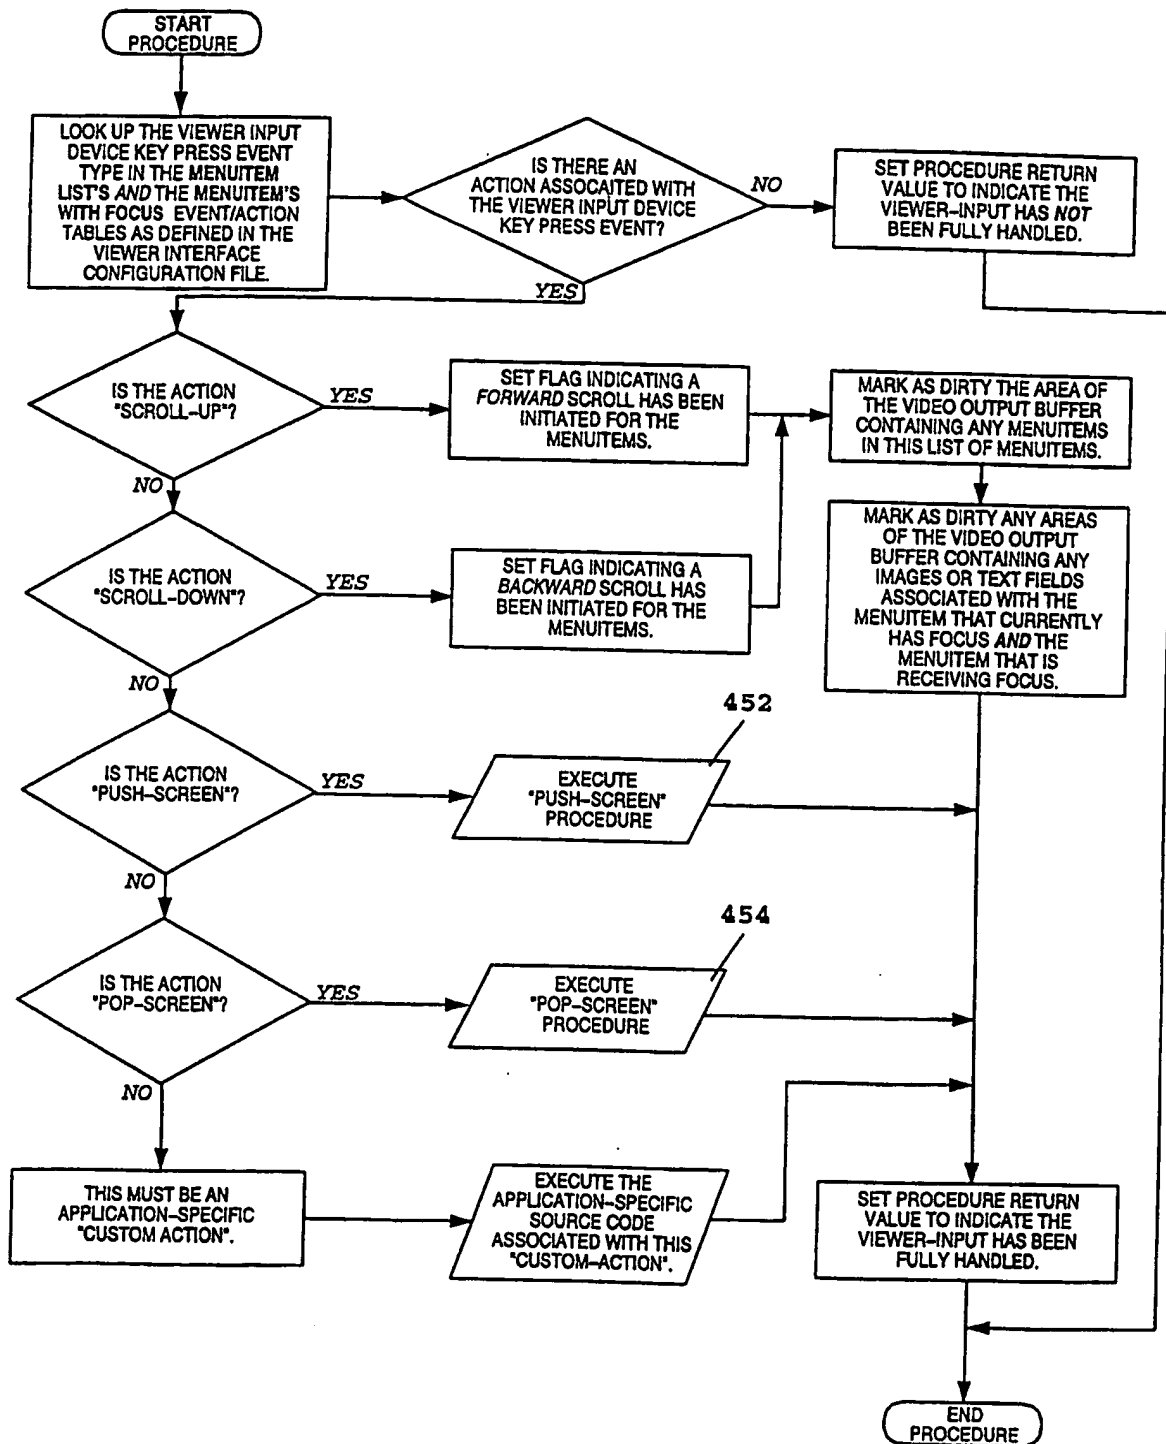 START
PROCEDURE
LOOK UP THE VIEWER INPUT
DEVICE KEY PRESS EVENT
TYPE IN THE MENUITEM
LIST'S AND THE MENUITEM'S
WITH FOCUS EVENT/ACTION
TABLES AS DEFINED IN THE
VIEWER INTERFACE
CONFIGURATION FILE.
IS THERE AN
ACTION ASSOCAITED WITH
THE VIEWER INPUT DEVICE
KEY PRESS EVENT?
NO
SET PROCEDURE RETURN
VALUE TO INDICATE THE
VIEWER-INPUT HAS NOT
BEEN FULLY HANDLED.
YES
IS THE ACTION
"SCROLL-UP"?
YES
SET FLAG INDICATING A
FORWARD SCROLL HAS BEEN
INITIATED FOR THE
MENUITEMS.
MARK AS DIRTY THE AREA OF
THE VIDEO OUTPUT BUFFER
CONTAINING ANY MENUITEMS
IN THIS LIST OF MENUITEMS.
NO
IS THE ACTION
"SCROLL-DOWN"?
YES
SET FLAG INDICATING A
BACKWARD SCROLL HAS
BEEN INITIATED FOR THE
MENUITEMS.
MARK AS DIRTY ANY AREAS
OF THE VIDEO OUTPUT
BUFFER CONTAINING ANY
IMAGES OR TEXT FIELDS
ASSOCIATED WITH THE
MENUITEM THAT CURRENTLY
HAS FOCUS AND THE
MENUITEM THAT IS
RECEIVING FOCUS.
NO
IS THE ACTION
"PUSH-SCREEN"?
YES
452
EXECUTE
"PUSH-SCREEN"
PROCEDURE
NO
IS THE ACTION
"POP-SCREEN"?
YES
454
EXECUTE
"POP-SCREEN"
PROCEDURE
NO
THIS MUST BE AN
APPLICATION-SPECIFIC
"CUSTOM ACTION".
EXECUTE THE
APPLICATION-SPECIFIC
SOURCE CODE
ASSOCIATED WITH THIS
"CUSTOM-ACTION".
SET PROCEDURE RETURN
VALUE TO INDICATE THE
VIEWER-INPUT HAS BEEN
FULLY HANDLED.
END
PROCEDURE